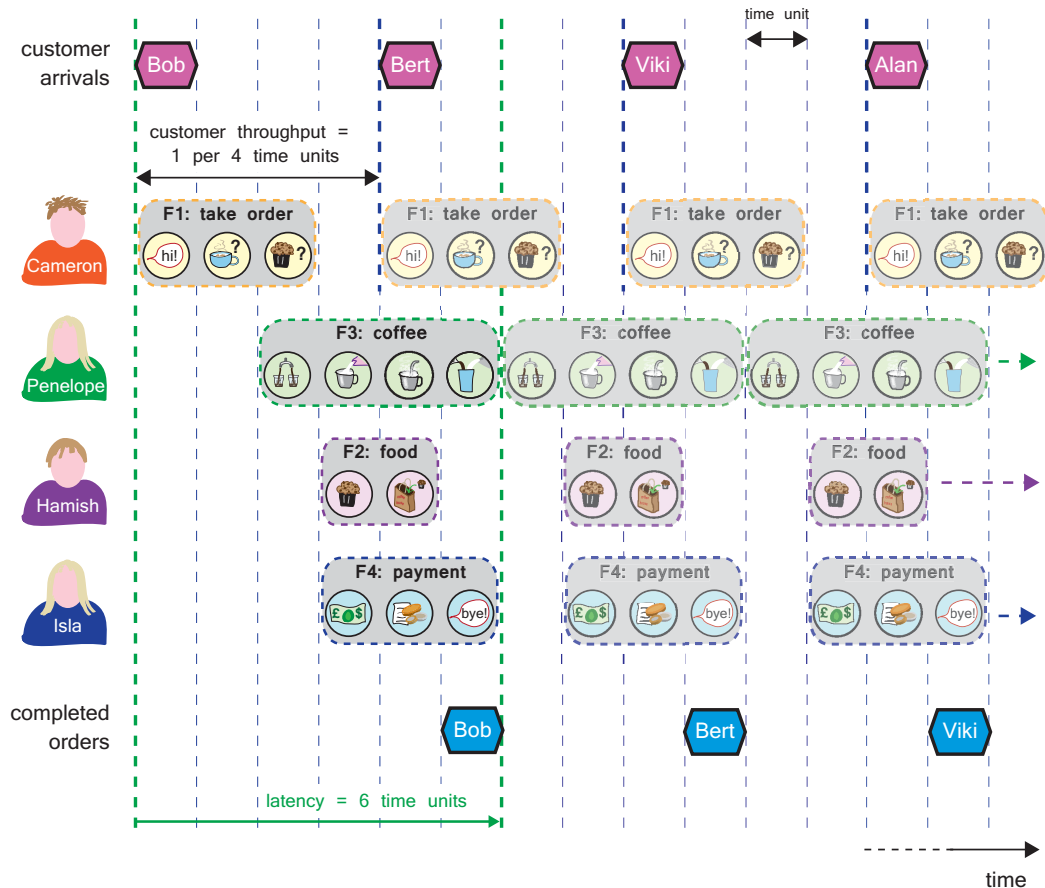 time unit
customer
arrivals
Bob
Bert
Viki
Alan
customer throughput =
1 per 4 time units
F1: take order
F1: take order
F1: take order
F1: take order
Cameron
hi!
?
?
hi!
?
?
hi!
?
?
hi!
?
?
F3: coffee
F3: coffee
F3: coffee
Penelope
F2: food
F2: food
F2: food
Hamish
F4: payment
F4: payment
F4: payment
Isla
£ $
bye!
£ $
bye!
£ $
bye!
completed
orders
Bob
Bert
Viki
latency = 6 time units
time